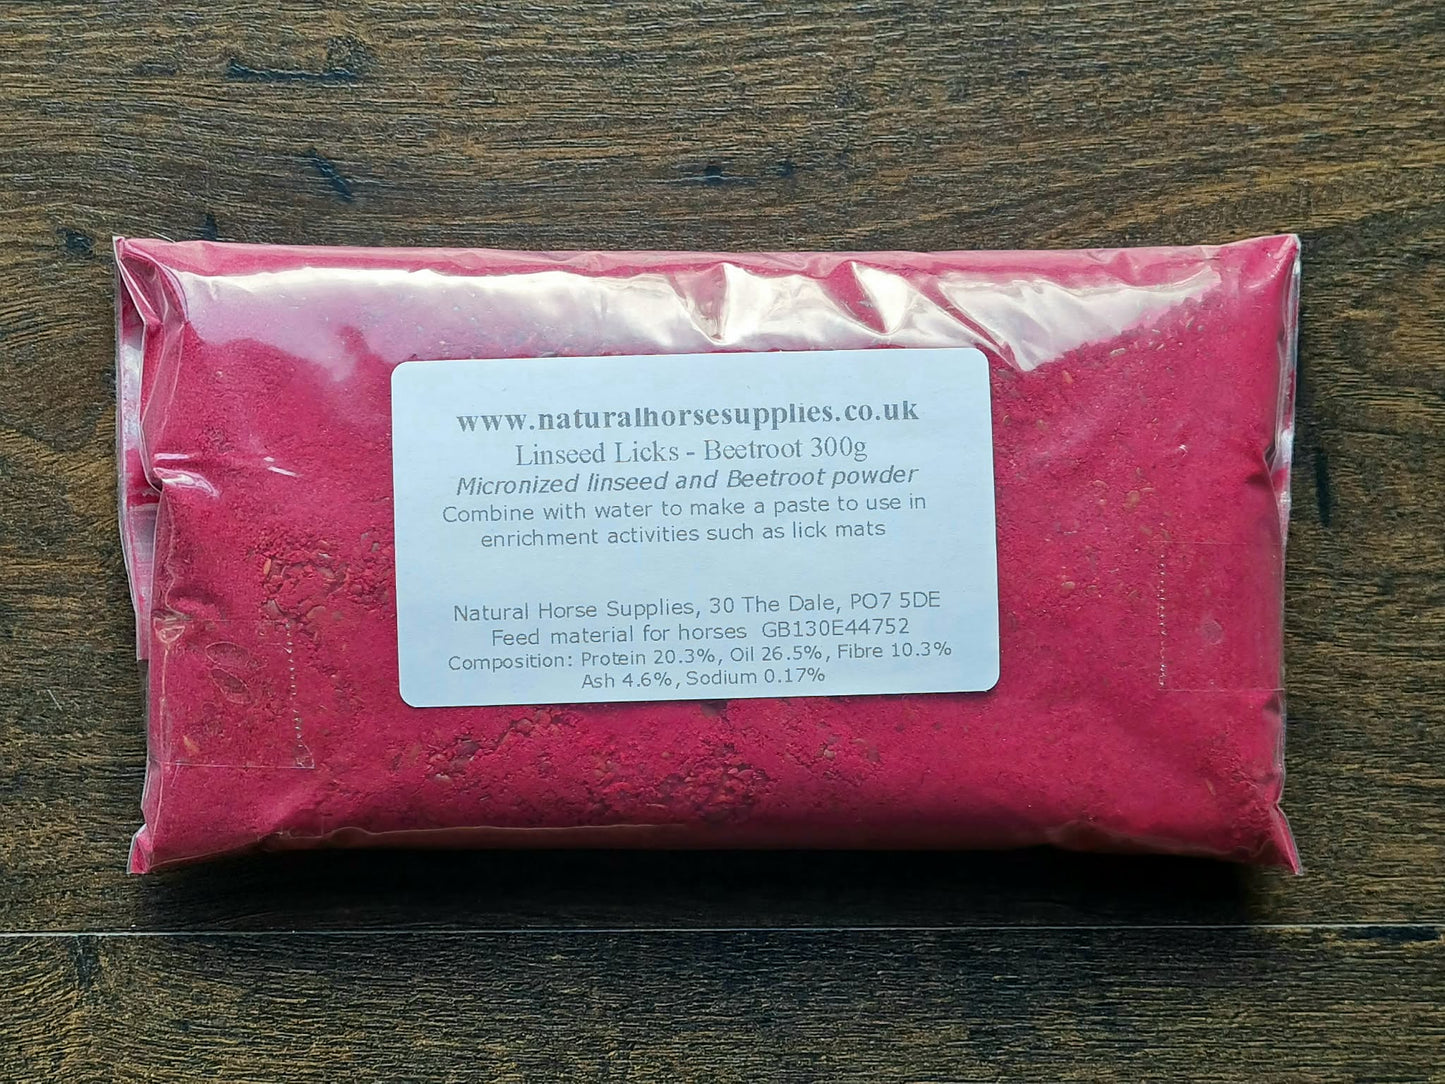 www.naturalhorsesupplies.co.uk
Linseed Licks - Beetroot 300g
Micronized linseed and Beetroot powder
Combine with water to make a paste to use in
enrichment activities such as lick mats
Natural Horse Supplies, 30 The Dale, PO7 5DE
Feed material for horses GB130E44752
Composition: Protein 20.3%, Oil 26.5%, Fibre 10.3%
Ash 4.6%, Sodium 0.17%